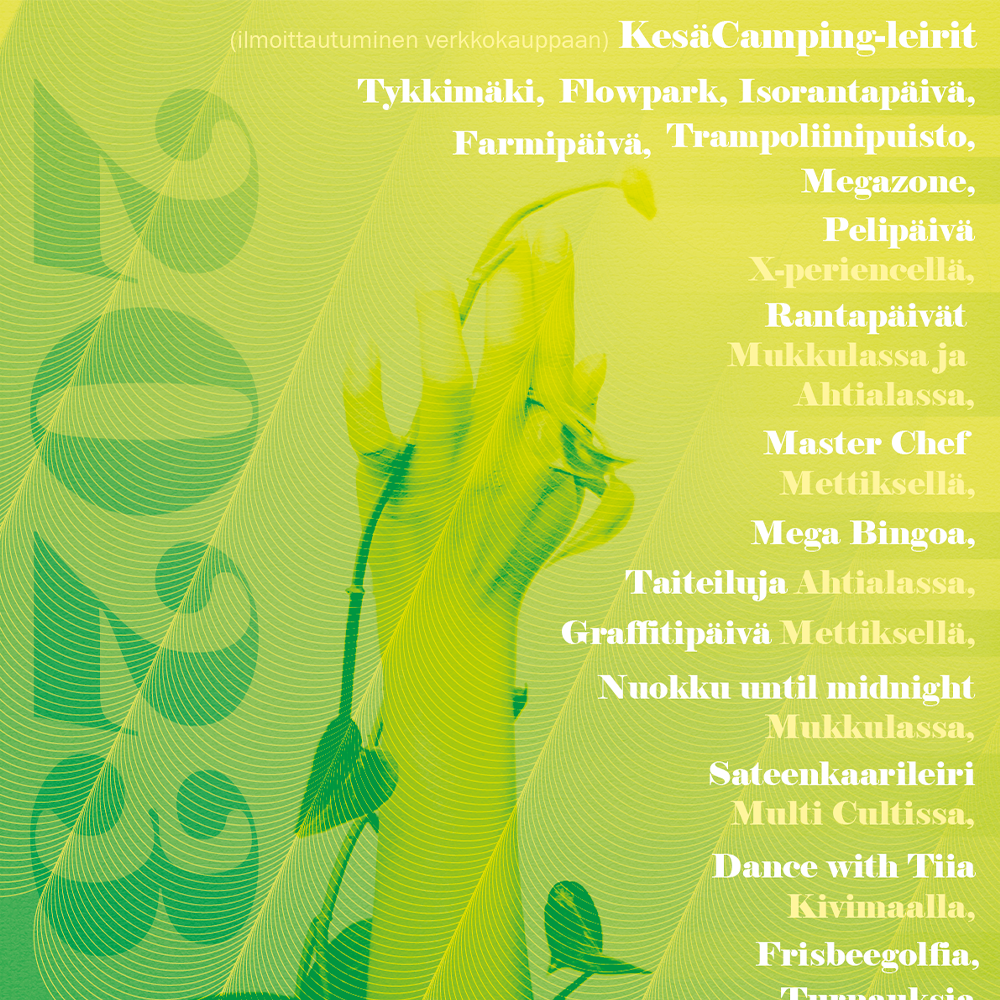 (ilmoittautuminen verkkokauppaan) KesäCamping-leirit
Tykkimäki, Flowpark, Isorantapäivä,
Farmipäivä, Trampoliinipuisto,
Megazone,
Pelipäivä
X-periencellä,
Rantapäivät
Mukkulassa ja
Ahtialassa,
Master Chef
Mettiksellä,
Mega Bingoa,
Taiteiluja Ahtialassa,
Graffitipäivä Mettiksellä,
Nuokku until midnight
Mukkulassa,
Sateenkaarileiri
Multi Cultissa,
Dance with Tiia
Kivimaalla,
Frisbeegolfia,
2023